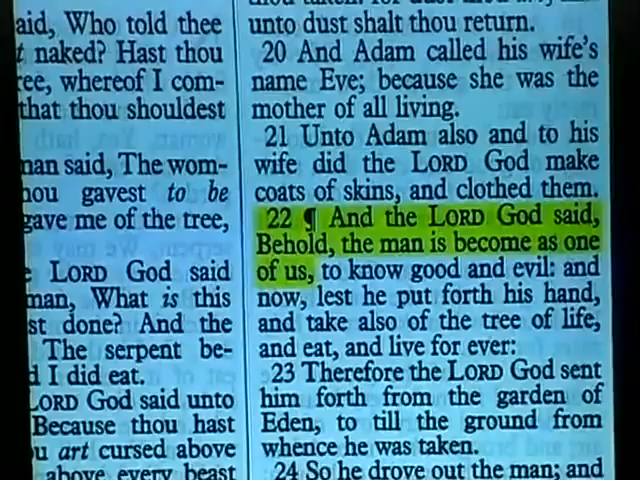 aid, Who told thee
naked? Hast thou
ree, whereof I com-
that thou shouldest
man said, The wom-
hou gavest to be
gave me of the tree,
LORD God said
man, What is this
st done? And the
The serpent be-
d I did eat.
LORD God said unto
Because thou hast
u art cursed above
above every beast
unto dust shalt thou return.
20 And Adam called his wife's
name Eve; because she was the
mother of all living.
21 Unto Adam also and to his
wife did the LORD God make
coats of skins, and clothed them.
22 ¶ And the LORD God said,
Behold, the man is become as one
of us, to know good and evil: and
now, lest he put forth his hand,
and take also of the tree of life,
and eat, and live for ever:
23 Therefore the LORD God sent
him forth from the garden of
Eden, to till the ground from
whence he was taken.
24 So he drove out the man; and